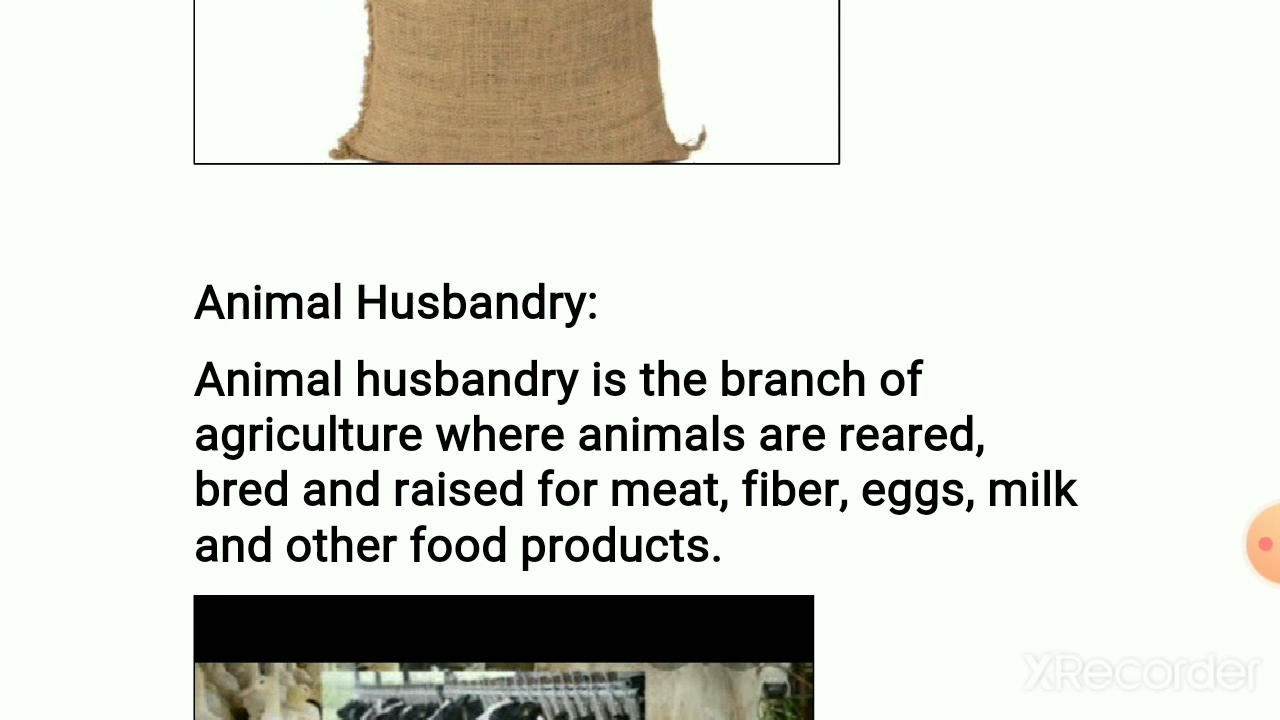 Animal Husbandry:
Animal husbandry is the branch of
agriculture where animals are reared,
bred and raised for meat, fiber, eggs, milk
and other food products.
XRecorder